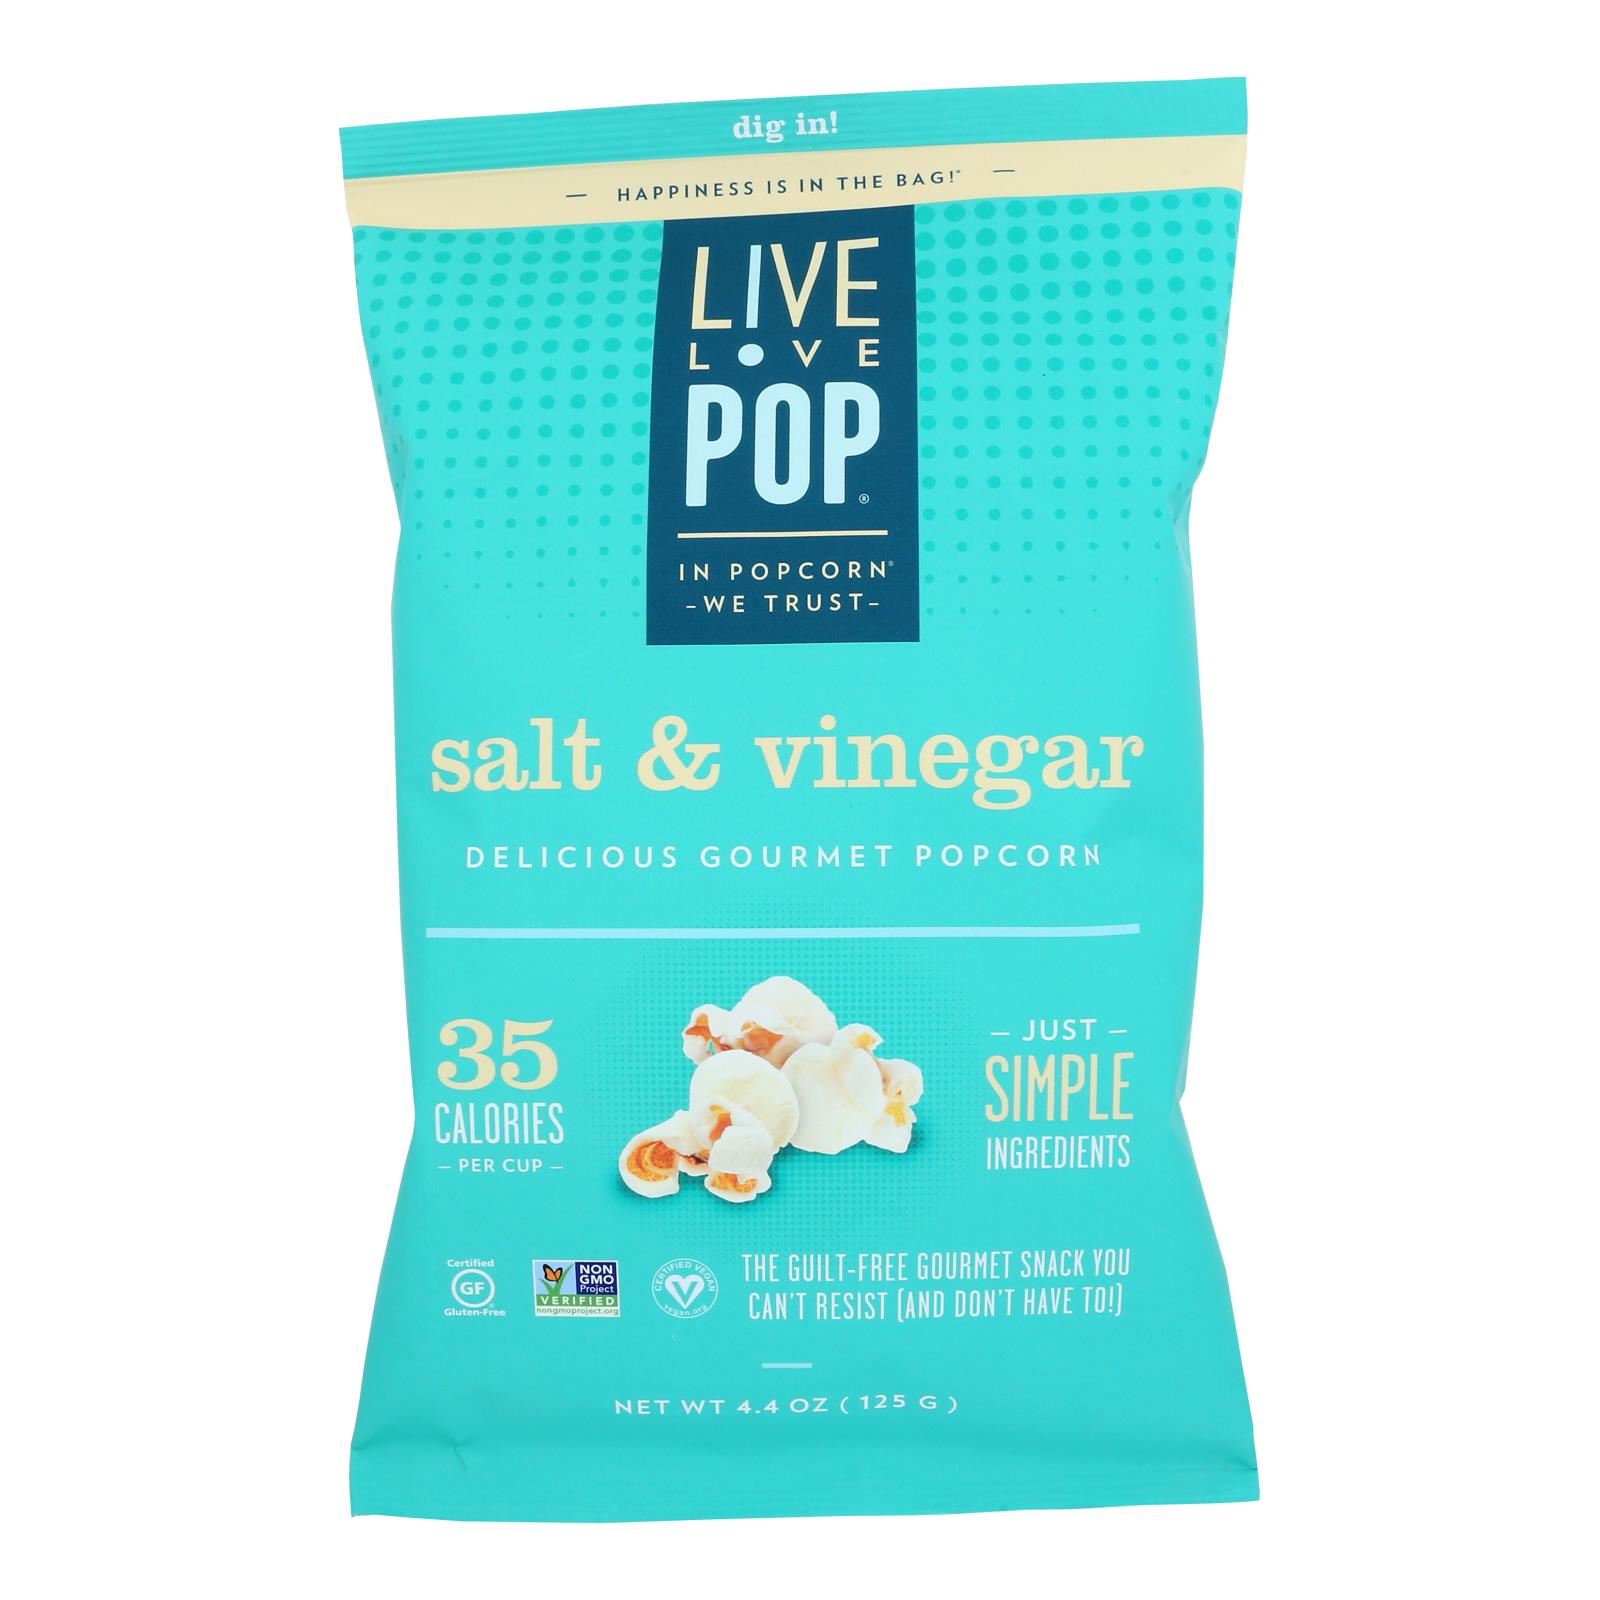 dig in!
— HAPPINESS IS IN THE BAG!* —
LIVE
LOVE
POP®
IN POPCORN®
–WE TRUST–
salt & vinegar
DELICIOUS GOURMET POPCORN
35
CALORIES
– PER CUP –
– JUST –
SIMPLE
INGREDIENTS
Certified
GF
Gluten-Free
NON
GMO
Project
VERIFIED
nongmoproject.org
CERTIFIED VEGAN
V
vegan.org
THE GUILT-FREE GOURMET SNACK YOU
CAN'T RESIST (AND DON'T HAVE TO!)
NET WT 4.4 OZ (125 G)